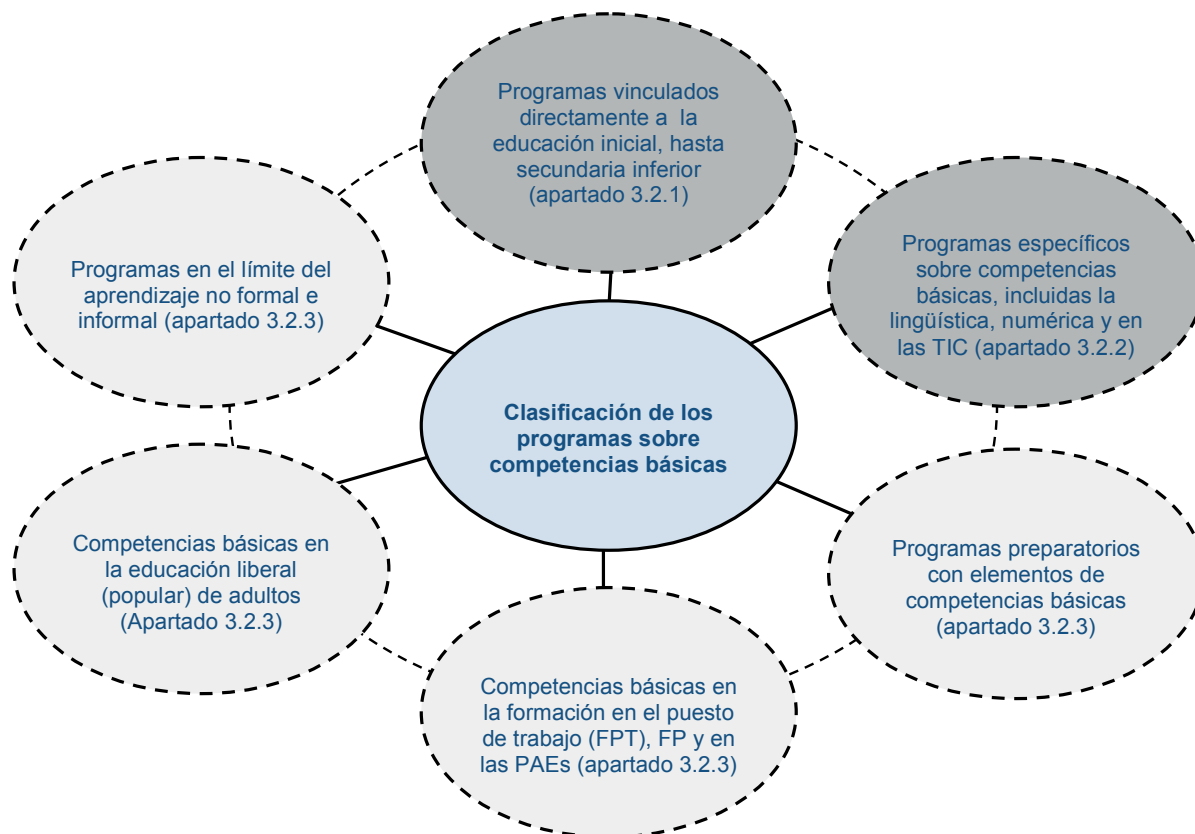 Programas vinculados
directamente a la
educación inicial, hasta
secundaria inferior
(apartado 3.2.1)
Programas específicos
sobre competencias
básicas, incluidas la
lingüística, numérica y en
las TIC (apartado 3.2.2)
Programas en el límite del
aprendizaje no formal e
informal (apartado 3.2.3)
Clasificación de los
programas sobre
competencias básicas
Competencias básicas en
la educación liberal
(popular) de adultos
(Apartado 3.2.3)
Programas preparatorios
con elementos de
competencias básicas
(apartado 3.2.3)
Competencias básicas en
la formación en el puesto
de trabajo (FPT), FP y en
las PAEs (apartado 3.2.3)